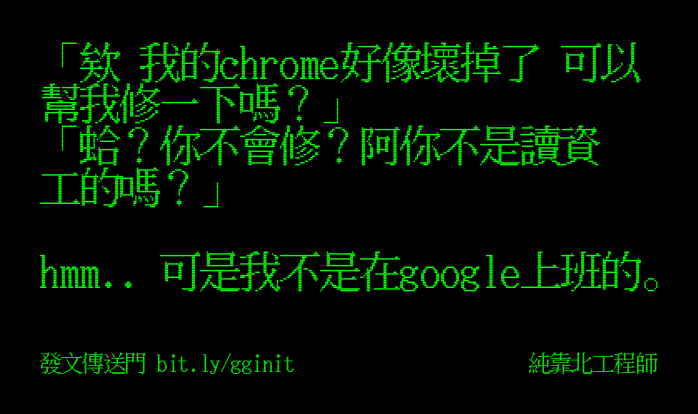 「欸 我的chrome好像壞掉了 可以
幫我修一下嗎？」
「蛤？你不會修？阿你不是讀資
工的嗎？」
hmm.. 可是我不是在google上班的。
發文傳送門 bit.ly/gginit
純靠北工程師